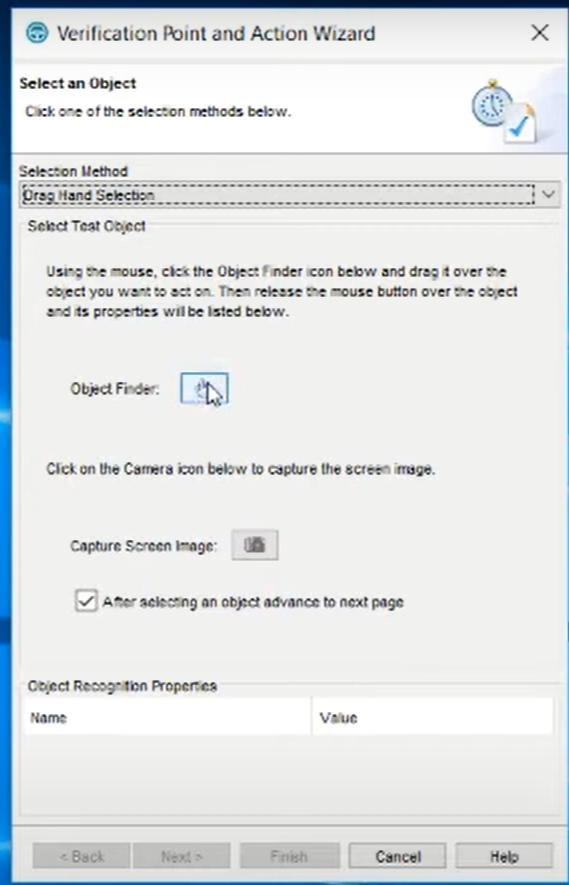 Verification Point and Action Wizard
Select an Object
Click one of the selection methods below.
Selection Method
Drag Hand Selection
Select Test Object
Using the mouse, click the Object Finder icon below and drag it over the
object you want to act on. Then release the mouse button over the object
and its properties will be listed below.
Object Finder:
Click on the Camera icon below to capture the screen image.
Capture Screen Image:
After selecting an object advance to next page
Object Recognition Properties
Name Value
< Back Next > Finish Cancel Help